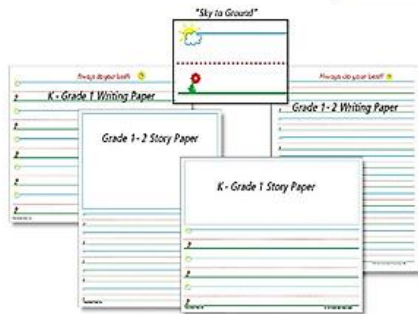 "Sky to Ground"
Always do your best!
K - Grade 1 Writing Paper
Always do your best!
Grade 1 - 2 Writing Paper
Grade 1 - 2 Story Paper
K - Grade 1 Story Paper